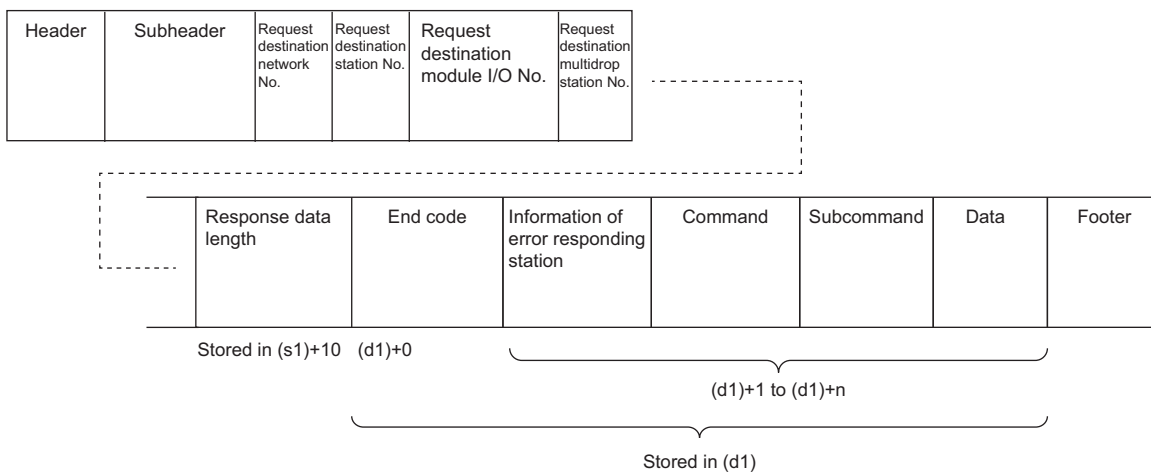 Header
Subheader
Request
destination
network
No.
Request
destination
station No.
Request
destination
module I/O No.
Request
destination
multidrop
station No.
Response data
length
End code
Information of
error responding
station
Command
Subcommand
Data
Footer
Stored in (s1)+10
(d1)+0
(d1)+1 to (d1)+n
Stored in (d1)